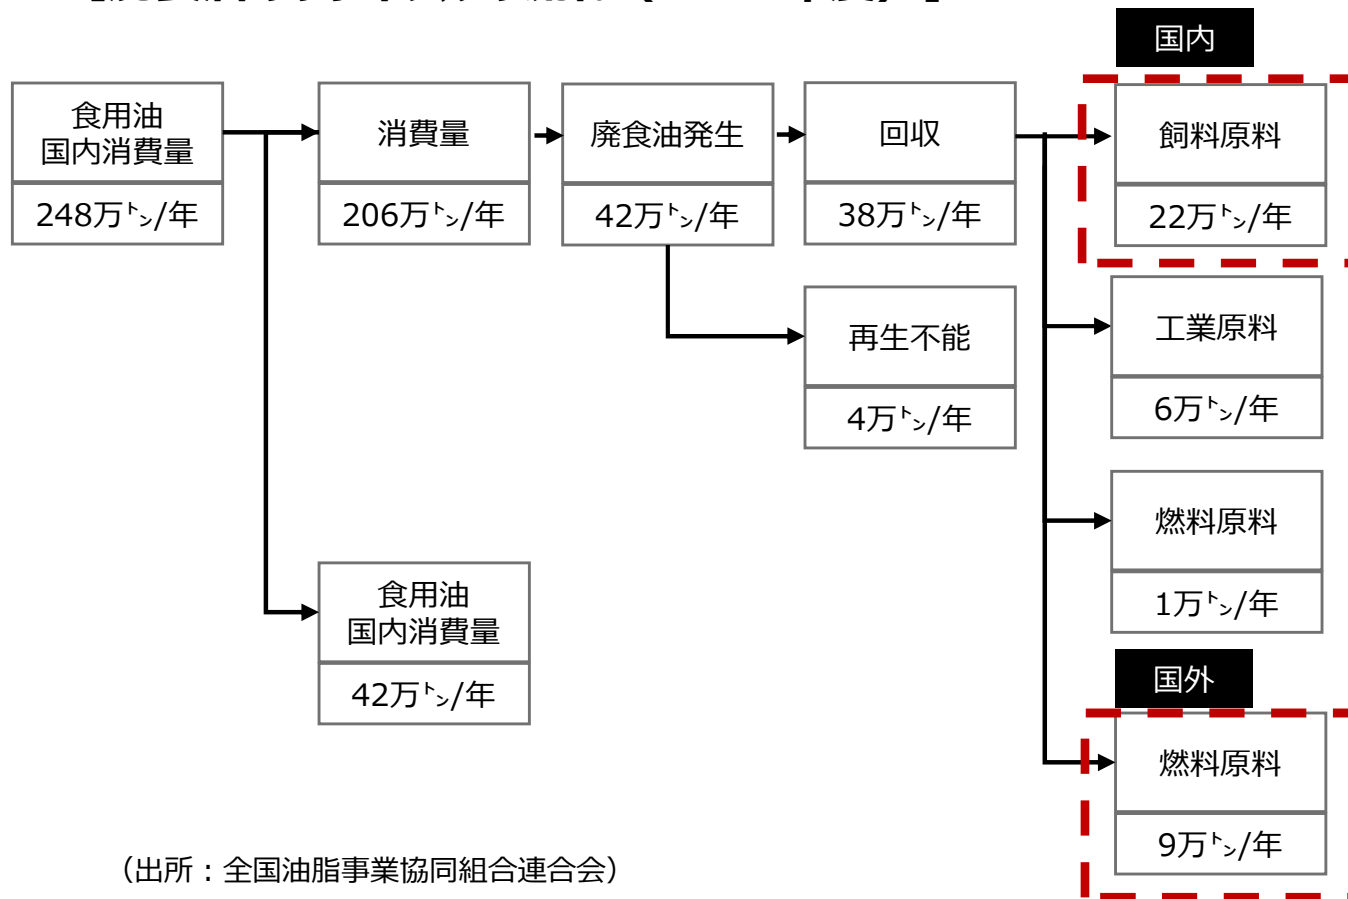 国内
食用油
国内消費量
248万㌧/年
消費量
206万㌧/年
廃食油発生
42万㌧/年
回収
38万㌧/年
飼料原料
22万㌧/年
再生不能
4万㌧/年
工業原料
6万㌧/年
燃料原料
1万㌧/年
食用油
国内消費量
42万㌧/年
国外
燃料原料
9万㌧/年
（出所：全国油脂事業協同組合連合会）